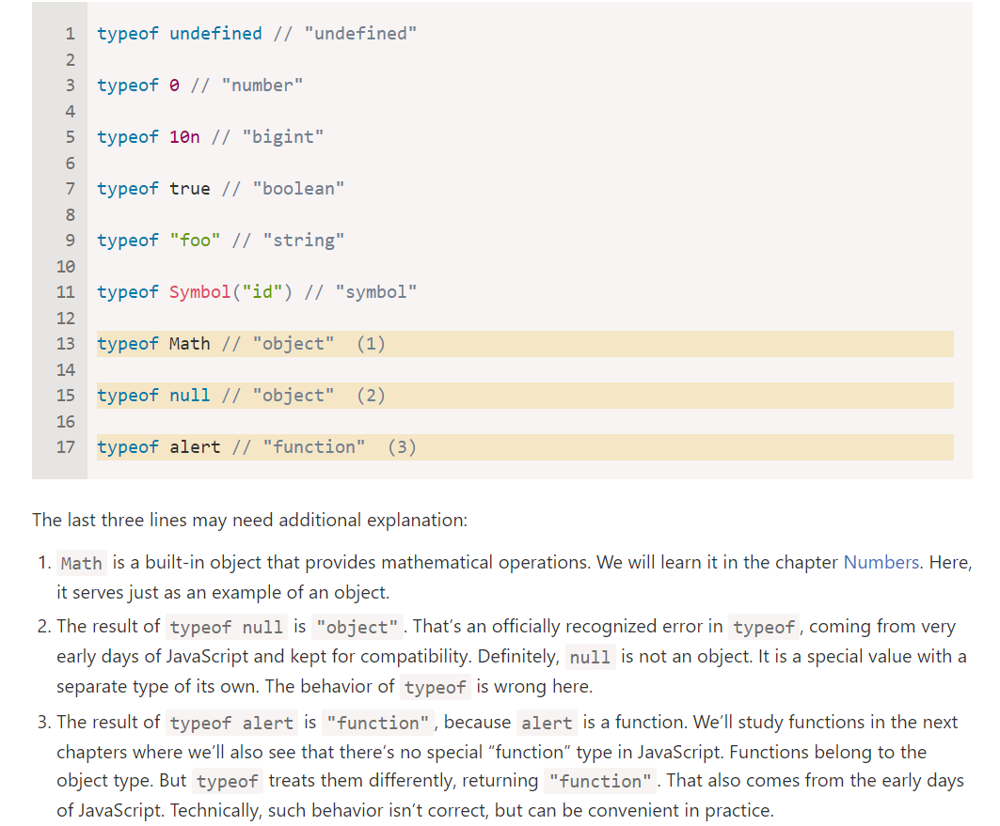 1 typeof undefined // "undefined"
2
3 typeof 0 // "number"
4
5 typeof 10n // "bigint"
6
7 typeof true // "boolean"
8
9 typeof "foo" // "string"
10
11 typeof Symbol("id") // "symbol"
12
13 typeof Math // "object"  (1)
14
15 typeof null // "object"  (2)
16
17 typeof alert // "function"  (3)
The last three lines may need additional explanation:
1. Math is a built-in object that provides mathematical operations. We will learn it in the chapter Numbers. Here,
it serves just as an example of an object.
2. The result of typeof null is "object". That’s an officially recognized error in typeof, coming from very
early days of JavaScript and kept for compatibility. Definitely, null is not an object. It is a special value with a
separate type of its own. The behavior of typeof is wrong here.
3. The result of typeof alert is "function", because alert is a function. We’ll study functions in the next
chapters where we’ll also see that there’s no special “function” type in JavaScript. Functions belong to the
object type. But typeof treats them differently, returning "function". That also comes from the early days
of JavaScript. Technically, such behavior isn’t correct, but can be convenient in practice.